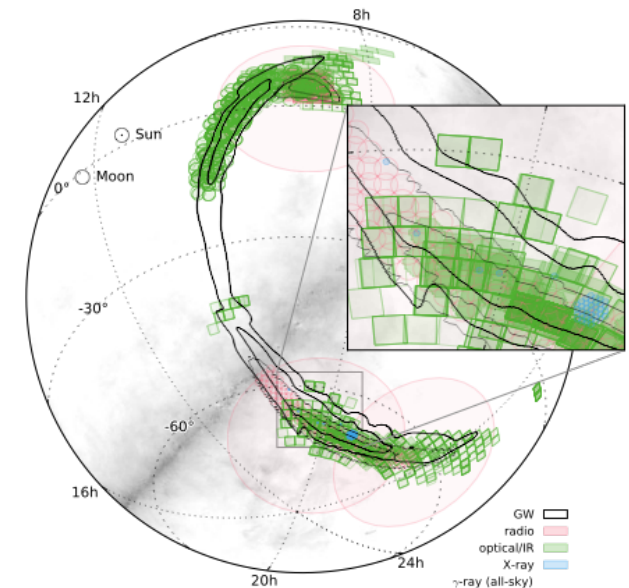 8h
12h
Sun
Moon
0°
-30°
-60°
16h
20h
24h
GW
radio
optical/IR
X-ray
γ-ray (all-sky)